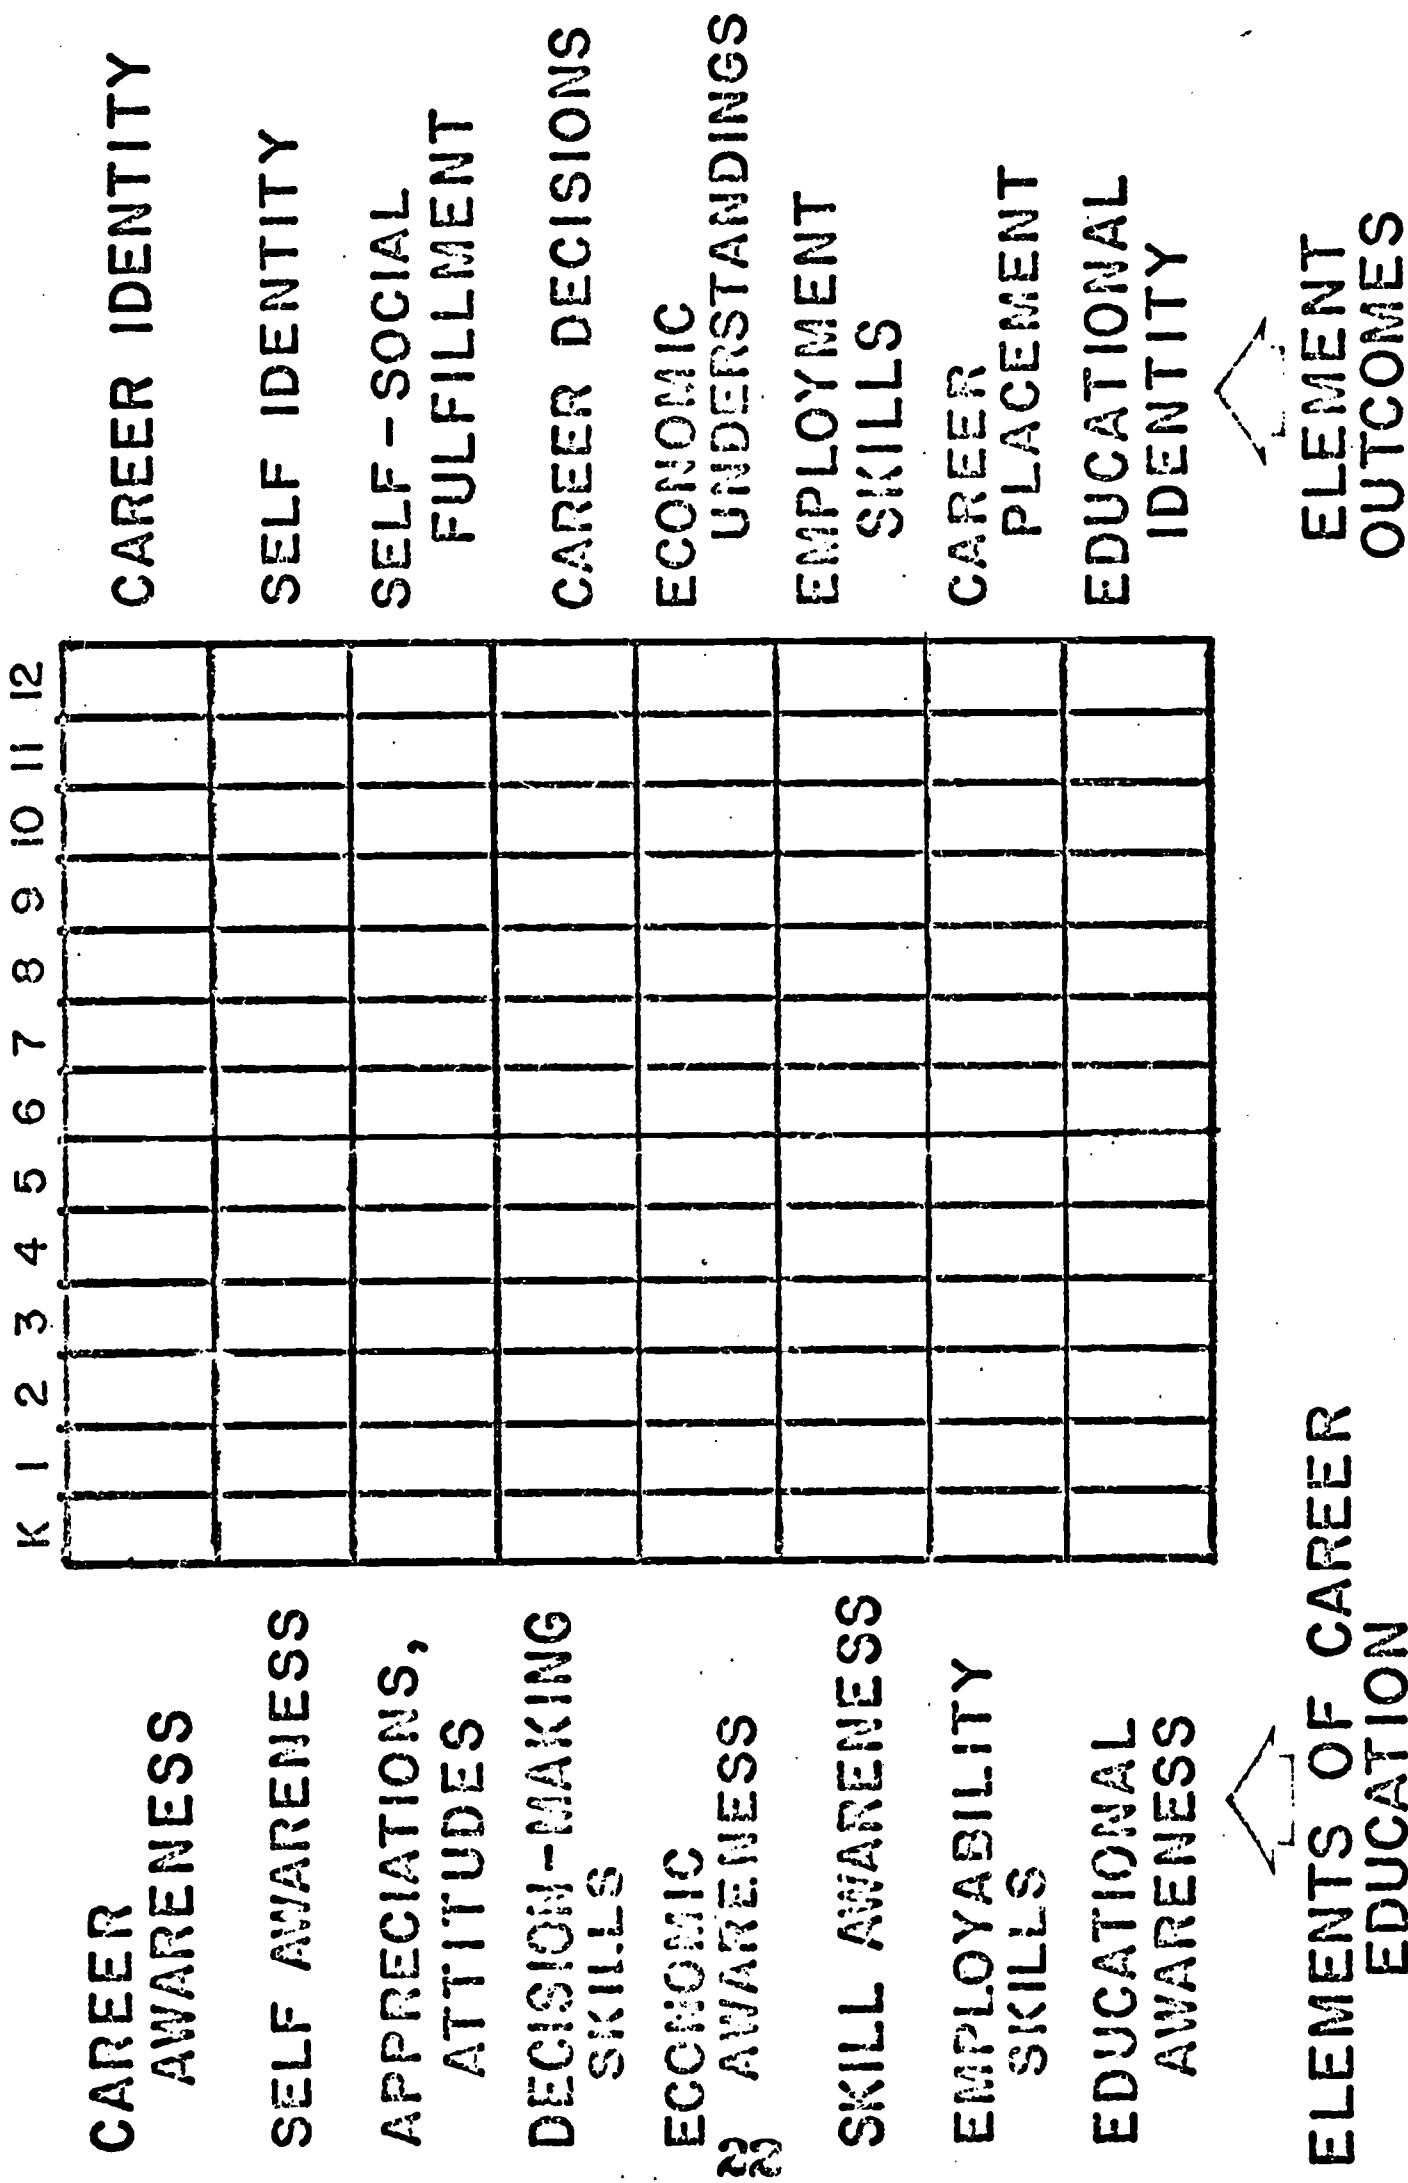 K 1 2 3 4 5 6 7 8 9 10 11 12
CAREER
AWARENESS
CAREER IDENTITY
SELF AWARENESS
SELF IDENTITY
APPRECIATIONS,
ATTITUDES
SELF-SOCIAL
FULFILLMENT
DECISION-MAKING
SKILLS
CAREER DECISIONS
ECONOMIC
AWARENESS
ECONOMIC
UNDERSTANDINGS
SKILL AWARENESS
EMPLOYMENT
SKILLS
EMPLOYABILITY
SKILLS
CAREER
PLACEMENT
EDUCATIONAL
AWARENESS
EDUCATIONAL
IDENTITY
ELEMENTS OF CAREER
EDUCATION
ELEMENT
OUTCOMES
22